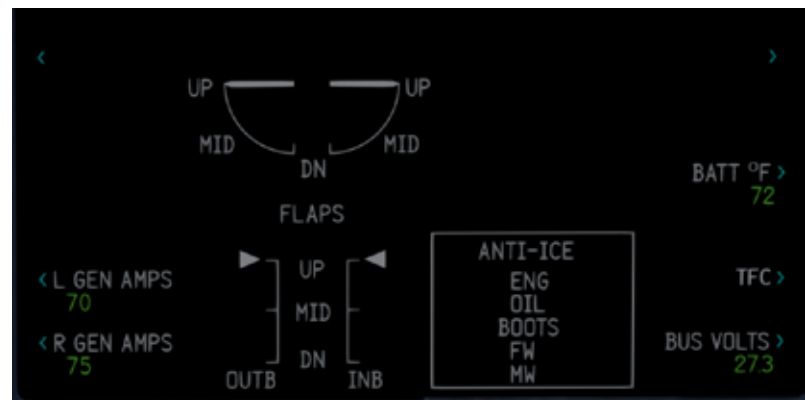 <
>
UP
UP
MID
MID
DN
FLAPS
BATT °F >
72
< L GEN AMPS
70
< R GEN AMPS
75
UP
MID
DN
OUTB
INB
ANTI-ICE
ENG
OIL
BOOTS
FW
MW
TFC >
BUS VOLTS >
27.3